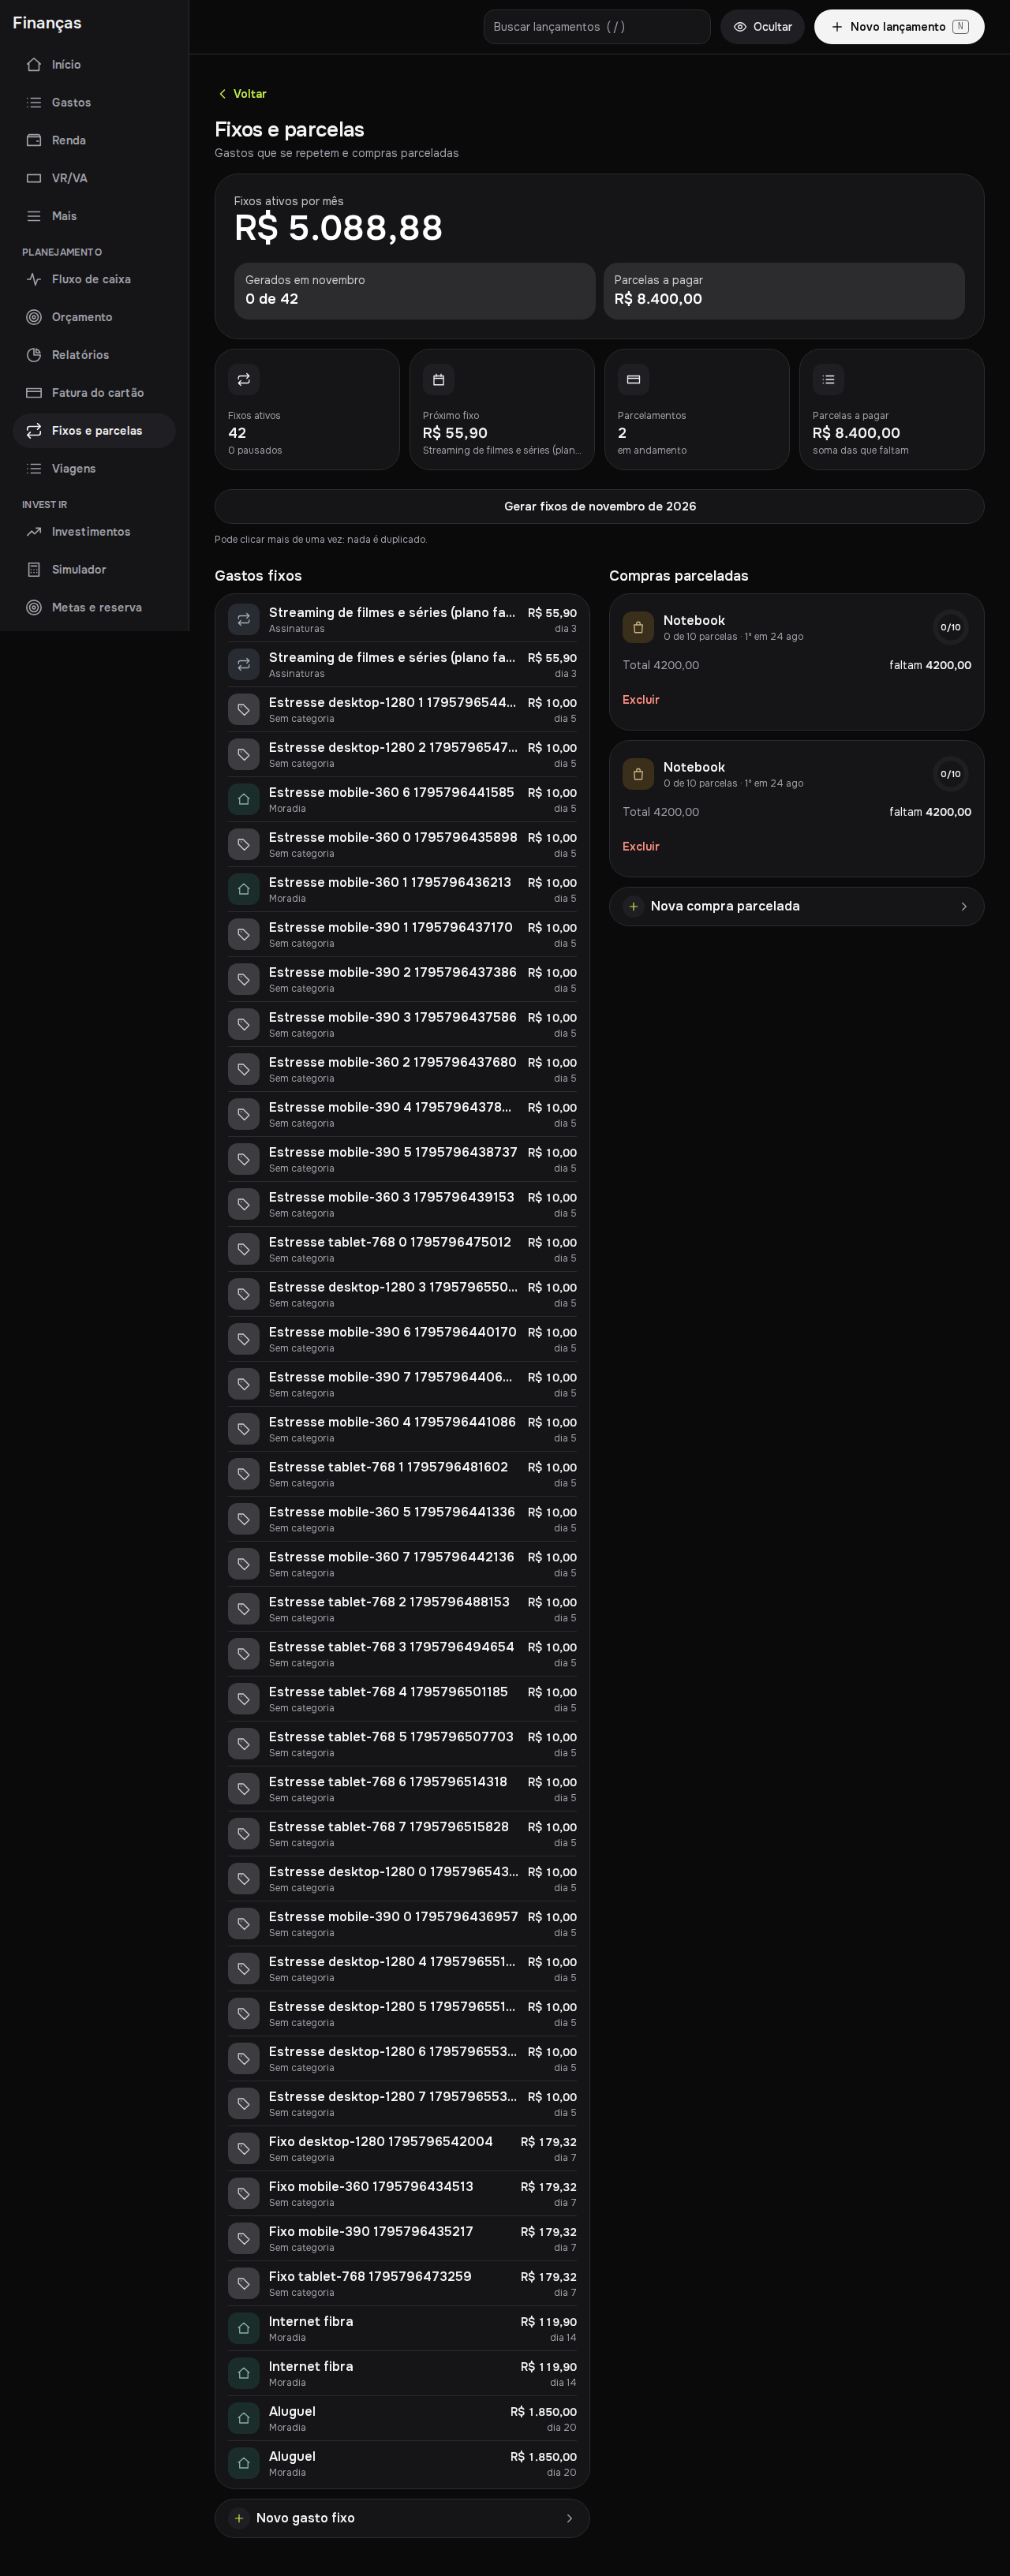 Finanças
Início
Gastos
Renda
VR/VA
Mais
PLANEJAMENTO
Fluxo de caixa
Orçamento
Relatórios
Fatura do cartão
Fixos e parcelas
Viagens
INVESTIR
Investimentos
Simulador
Metas e reserva
Buscar lançamentos ( / )
Ocultar
Novo lançamento N
Voltar
Fixos e parcelas
Gastos que se repetem e compras parceladas
Fixos ativos por mês
R$ 5.088,88
Gerados em novembro
0 de 42
Parcelas a pagar
R$ 8.400,00
Fixos ativos
42
0 pausados
Próximo fixo
R$ 55,90
Streaming de filmes e séries (plan...
Parcelamentos
2
em andamento
Parcelas a pagar
R$ 8.400,00
soma das que faltam
Gerar fixos de novembro de 2026
Pode clicar mais de uma vez: nada é duplicado.
Gastos fixos
Streaming de filmes e séries (plano fa... R$ 55,90
Assinaturas dia 3
Streaming de filmes e séries (plano fa... R$ 55,90
Assinaturas dia 3
Estresse desktop-1280 1 1795796544... R$ 10,00
Sem categoria dia 5
Estresse desktop-1280 2 1795796547... R$ 10,00
Sem categoria dia 5
Estresse mobile-360 6 1795796441585 R$ 10,00
Moradia dia 5
Estresse mobile-360 0 1795796435898 R$ 10,00
Sem categoria dia 5
Estresse mobile-360 1 1795796436213 R$ 10,00
Moradia dia 5
Estresse mobile-390 1 1795796437170 R$ 10,00
Sem categoria dia 5
Estresse mobile-390 2 1795796437386 R$ 10,00
Sem categoria dia 5
Estresse mobile-390 3 1795796437586 R$ 10,00
Sem categoria dia 5
Estresse mobile-360 2 1795796437680 R$ 10,00
Sem categoria dia 5
Estresse mobile-390 4 17957964378... R$ 10,00
Sem categoria dia 5
Estresse mobile-390 5 1795796438737 R$ 10,00
Sem categoria dia 5
Estresse mobile-360 3 1795796439153 R$ 10,00
Sem categoria dia 5
Estresse tablet-768 0 1795796475012 R$ 10,00
Sem categoria dia 5
Estresse desktop-1280 3 1795796550... R$ 10,00
Sem categoria dia 5
Estresse mobile-390 6 1795796440170 R$ 10,00
Sem categoria dia 5
Estresse mobile-390 7 17957964406... R$ 10,00
Sem categoria dia 5
Estresse mobile-360 4 1795796441086 R$ 10,00
Sem categoria dia 5
Estresse tablet-768 1 1795796481602 R$ 10,00
Sem categoria dia 5
Estresse mobile-360 5 1795796441336 R$ 10,00
Sem categoria dia 5
Estresse mobile-360 7 1795796442136 R$ 10,00
Sem categoria dia 5
Estresse tablet-768 2 1795796488153 R$ 10,00
Sem categoria dia 5
Estresse tablet-768 3 1795796494654 R$ 10,00
Sem categoria dia 5
Estresse tablet-768 4 1795796501185 R$ 10,00
Sem categoria dia 5
Estresse tablet-768 5 1795796507703 R$ 10,00
Sem categoria dia 5
Estresse tablet-768 6 1795796514318 R$ 10,00
Sem categoria dia 5
Estresse tablet-768 7 1795796515828 R$ 10,00
Sem categoria dia 5
Estresse desktop-1280 0 1795796543... R$ 10,00
Sem categoria dia 5
Estresse mobile-390 0 1795796436957 R$ 10,00
Sem categoria dia 5
Estresse desktop-1280 4 1795796551... R$ 10,00
Sem categoria dia 5
Estresse desktop-1280 5 1795796551... R$ 10,00
Sem categoria dia 5
Estresse desktop-1280 6 1795796553... R$ 10,00
Sem categoria dia 5
Estresse desktop-1280 7 1795796553... R$ 10,00
Sem categoria dia 5
Fixo desktop-1280 1795796542004 R$ 179,32
Sem categoria dia 7
Fixo mobile-360 1795796434513 R$ 179,32
Sem categoria dia 7
Fixo mobile-390 1795796435217 R$ 179,32
Sem categoria dia 7
Fixo tablet-768 1795796473259 R$ 179,32
Sem categoria dia 7
Internet fibra R$ 119,90
Moradia dia 14
Internet fibra R$ 119,90
Moradia dia 14
Aluguel R$ 1.850,00
Moradia dia 20
Aluguel R$ 1.850,00
Moradia dia 20
Novo gasto fixo
Compras parceladas
Notebook
0 de 10 parcelas · 1ª em 24 ago
0/10
Total 4200,00 faltam 4200,00
Excluir
Notebook
0 de 10 parcelas · 1ª em 24 ago
0/10
Total 4200,00 faltam 4200,00
Excluir
Nova compra parcelada